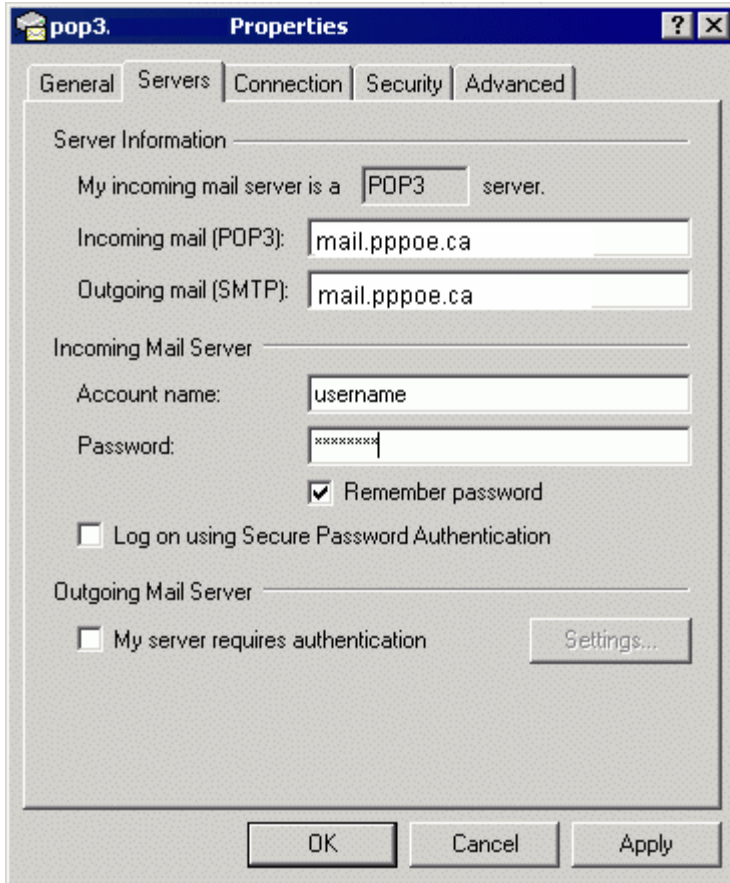 pop3. Properties
General Servers Connection Security Advanced
Server Information
My incoming mail server is a POP3 server.
Incoming mail (POP3): mail.pppoe.ca
Outgoing mail (SMTP): mail.pppoe.ca
Incoming Mail Server
Account name: username
Password: ********
Remember password
Log on using Secure Password Authentication
Outgoing Mail Server
My server requires authentication Settings...
OK Cancel Apply